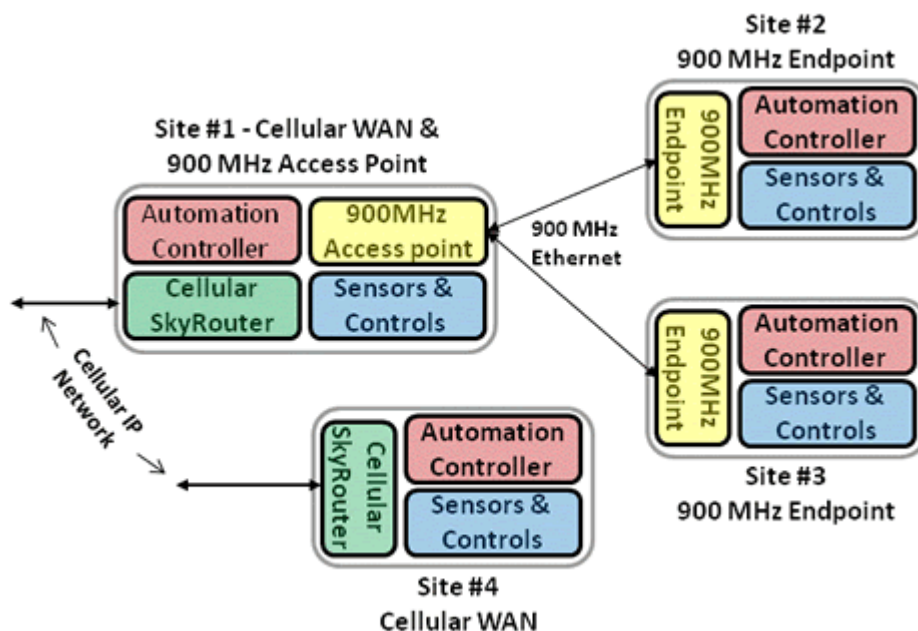 Site #1 - Cellular WAN &
900 MHz Access Point
Automation
Controller
900MHz
Access point
Cellular
SkyRouter
Sensors &
Controls
900 MHz
Ethernet
Site #2
900 MHz Endpoint
900MHz
Endpoint
Automation
Controller
Sensors &
Controls
900MHz
Endpoint
Automation
Controller
Sensors &
Controls
Site #3
900 MHz Endpoint
Cellular IP
Network
Cellular
SkyRouter
Automation
Controller
Sensors &
Controls
Site #4
Cellular WAN